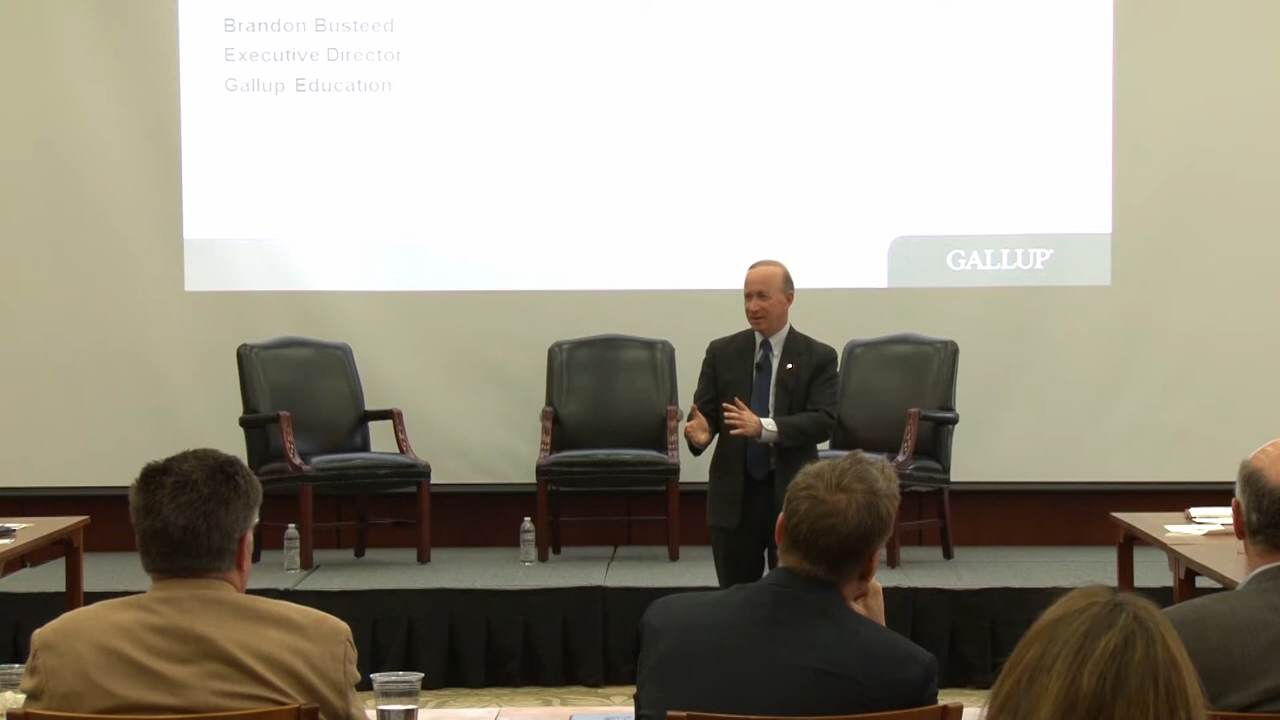 Brandon Busteed
Executive Director
Gallup Education
GALLUP